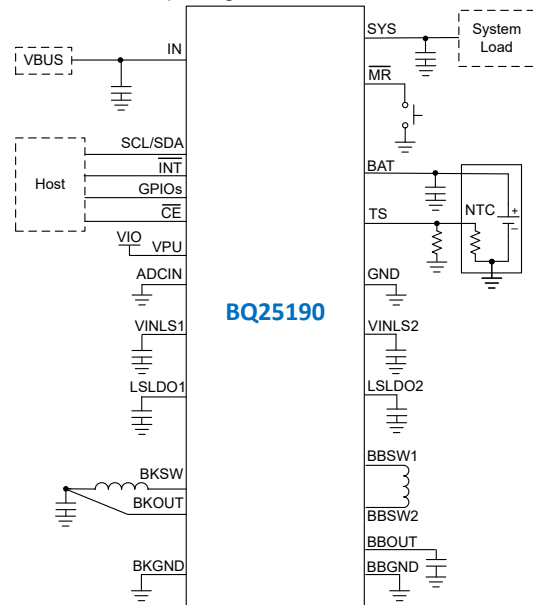 IN
VBUS
SCL/SDA
INT
Host
GPIOs
CE
VIO
VPU
ADCIN
VINLS1
LSLDO1
BKSW
BKOUT
BKGND
BQ25190
SYS
System
Load
MR
BAT
TS
NTC
+
–
GND
VINLS2
LSLDO2
BBSW1
BBSW2
BBOUT
BBGND